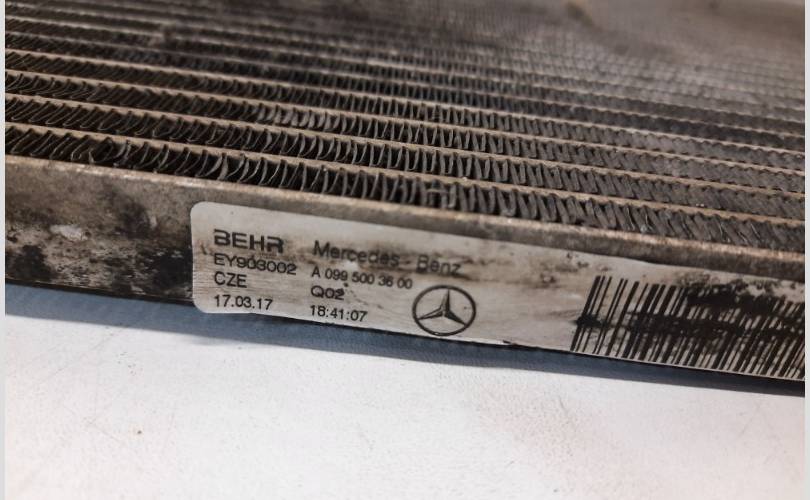 BEHR Mercedes-Benz
EY903002 A 099 500 36 00
CZE Q02
17.03.17 18:41:07